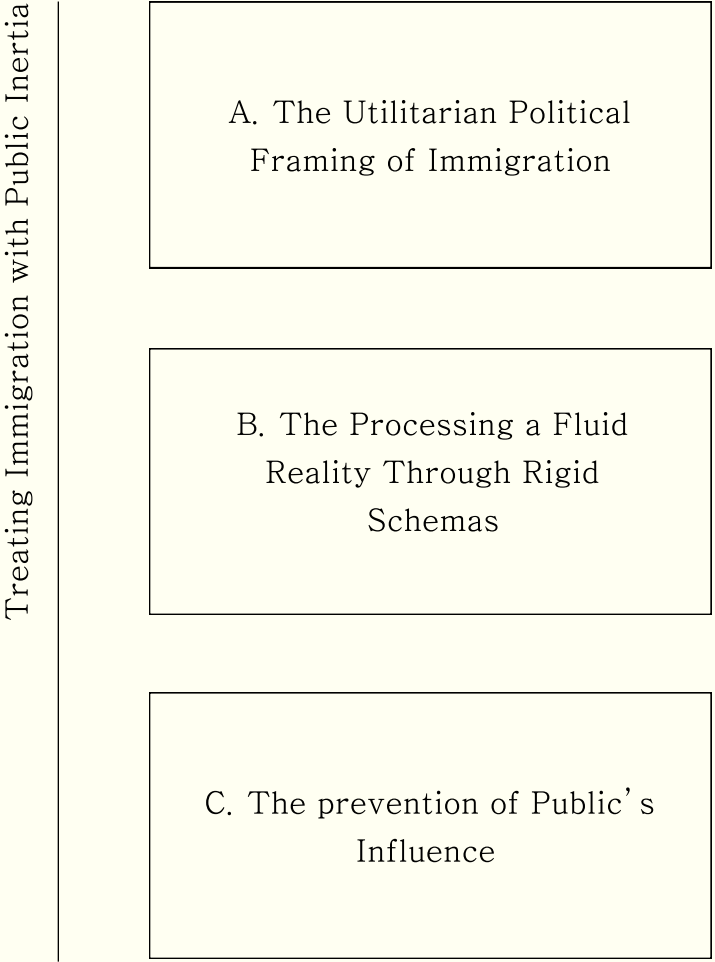 Treating Immigration with Public Inertia
A. The Utilitarian Political
Framing of Immigration
B. The Processing a Fluid
Reality Through Rigid
Schemas
C. The prevention of Public’s
Influence